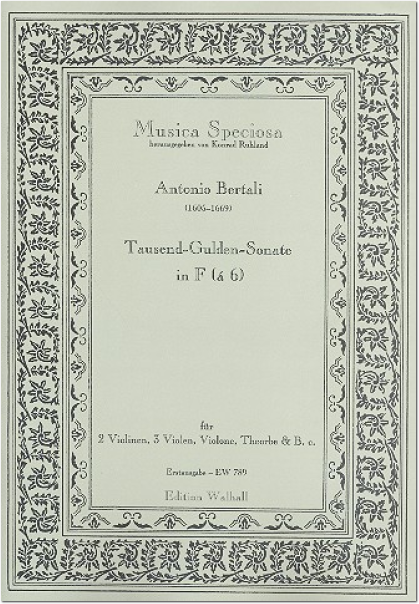 Musica Speciosa
herausgegeben von Konrad Ruhland
Antonio Bertali
(1605–1669)
Tausend-Gulden-Sonate
in F (á 6)
für
2 Violinen, 3 Violen, Violone, Theorbe & B. c.
Erstausgabe – EW 789
Edition Walhall